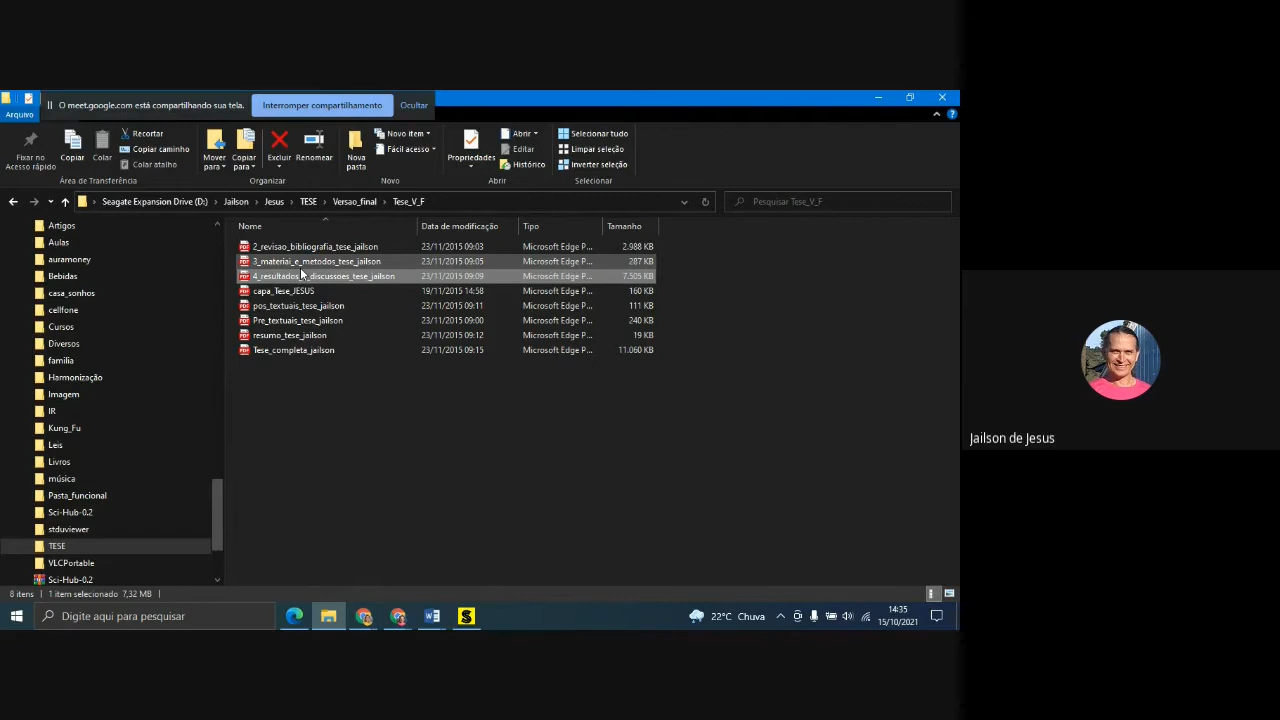 O meet.google.com está compartilhando sua tela.
Interromper compartilhamento
Ocultar
Arquivo
Fixar no Acesso rápido
Copiar
Colar
Recortar
Copiar caminho
Colar atalho
Área de Transferência
Mover para
Copiar para
Excluir
Renomear
Organizar
Nova pasta
Novo item
Fácil acesso
Novo
Propriedades
Abrir
Editar
Histórico
Abrir
Selecionar tudo
Limpar seleção
Inverter seleção
Selecionar
Seagate Expansion Drive (D:) › Jailson › Jesus › TESE › Versao_final › Tese_V_F
Pesquisar Tese_V_F
Nome Data de modificação Tipo Tamanho
2_revisao_bibliografia_tese_jailson 23/11/2015 09:03 Microsoft Edge P... 2.988 KB
3_materiai_e_metodos_tese_jailson 23/11/2015 09:05 Microsoft Edge P... 287 KB
4_resultados discussoes_tese_jailson 23/11/2015 09:09 Microsoft Edge P... 7.505 KB
capa_Tese_JESUS 19/11/2015 14:58 Microsoft Edge P... 160 KB
pos_textuais_tese_jailson 23/11/2015 09:11 Microsoft Edge P... 111 KB
Pre_textuais_tese_jailson 23/11/2015 09:00 Microsoft Edge P... 240 KB
resumo_tese_jailson 23/11/2015 09:12 Microsoft Edge P... 19 KB
Tese_completa_jailson 23/11/2015 09:15 Microsoft Edge P... 11.060 KB
Artigos
Aulas
auramoney
Bebidas
casa_sonhos
cellfone
Cursos
Diversos
familia
Harmonização
Imagem
IR
Kung_Fu
Leis
Livros
música
Pasta_funcional
Sci-Hub-0.2
stduviewer
TESE
VLCPortable
Sci-Hub-0.2
Jailson de Jesus
8 itens 1 item selecionado 7,32 MB
Digite aqui para pesquisar
22°C Chuva
14:35
15/10/2021